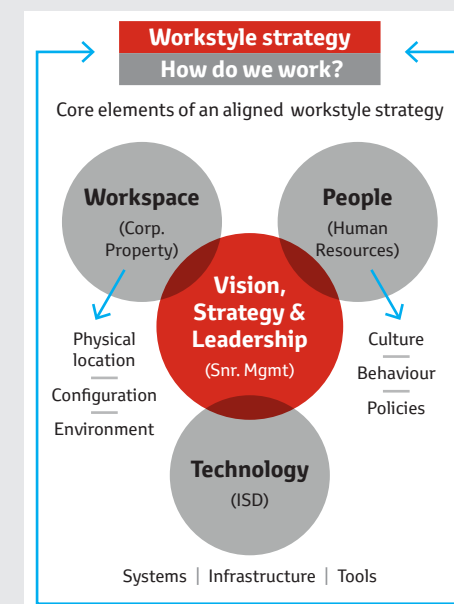 Workstyle strategy
How do we work?
Core elements of an aligned workstyle strategy
Workspace
(Corp.
Property)
People
(Human
Resources)
Vision,
Strategy &
Leadership
(Snr. Mgmt)
Physical
location
Configuration
Environment
Culture
Behaviour
Policies
Technology
(ISD)
Systems | Infrastructure | Tools